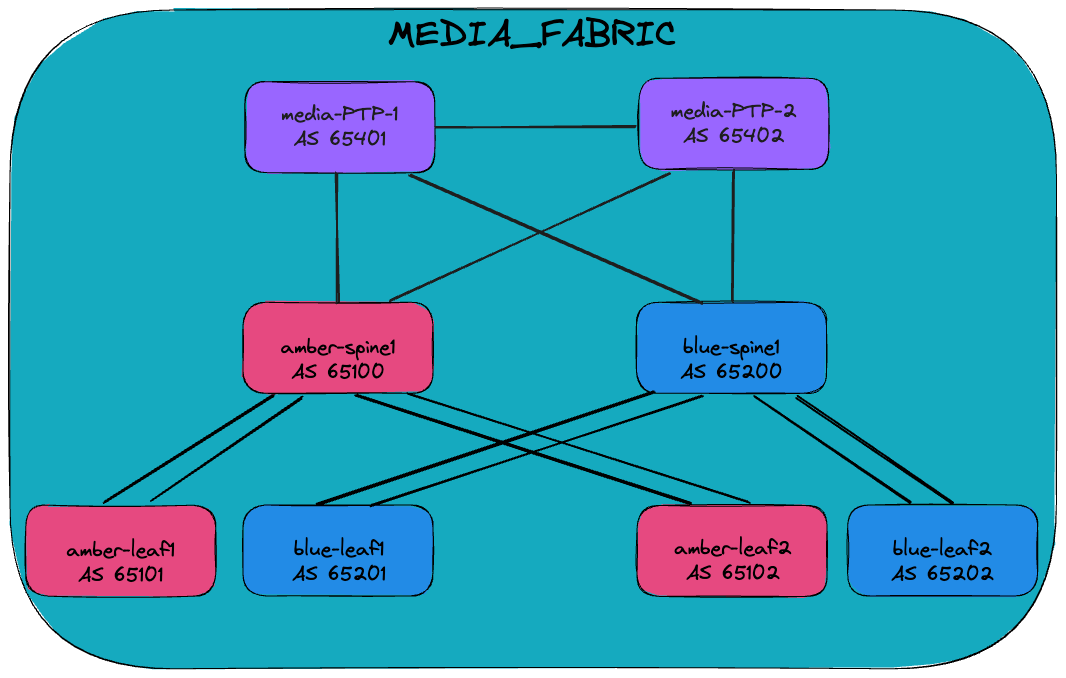 MEDIA_FABRIC
media-PTP-1
AS 65401
media-PTP-2
AS 65402
amber-spine1
AS 65100
blue-spine1
AS 65200
amber-leaf1
AS 65101
blue-leaf1
AS 65201
amber-leaf2
AS 65102
blue-leaf2
AS 65202